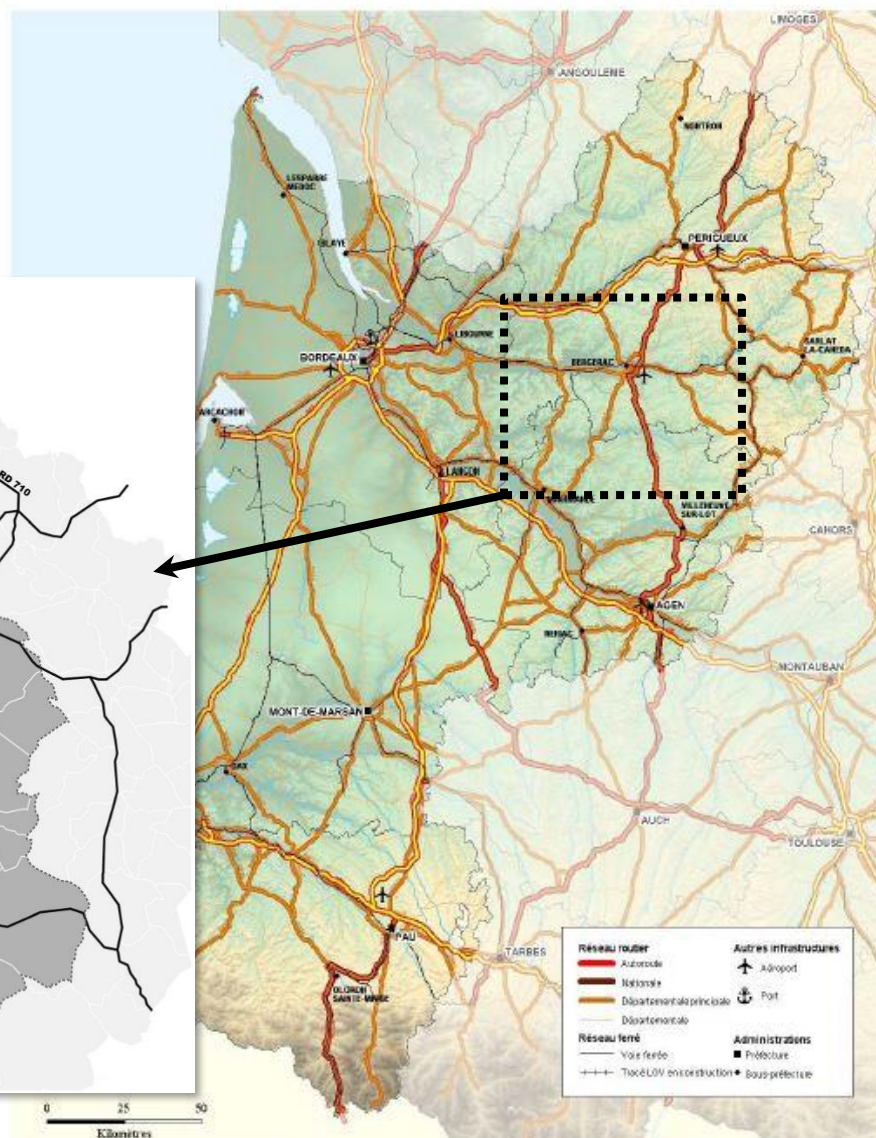 LIMOGES
ANGOULEME
NONTRON
LESPARRE
MEDOC
BLAYE
PERIGUEUX
LIBOURNE
BORDEAUX
BERGERAC
SARLAT
LA-CANEDA
ARCACHON
RD 710
LANGON
VILLENEUVE
SUR-LOT
CAHORS
AGEN
NERAC
MONTAUBAN
MONT-DE-MARSAN
DAX
AUCH
TOULOUSE
PAU
TARBES
OLORON
SAINTE-MARIE
Réseau routier
Autoroute
Nationale
Départementale principale
Départementale
Réseau ferré
Voie ferrée
Tracé LGV en construction
Autres infrastructures
Aéroport
Port
Administrations
Préfecture
Sous-préfecture
0 25 50
Kilomètres